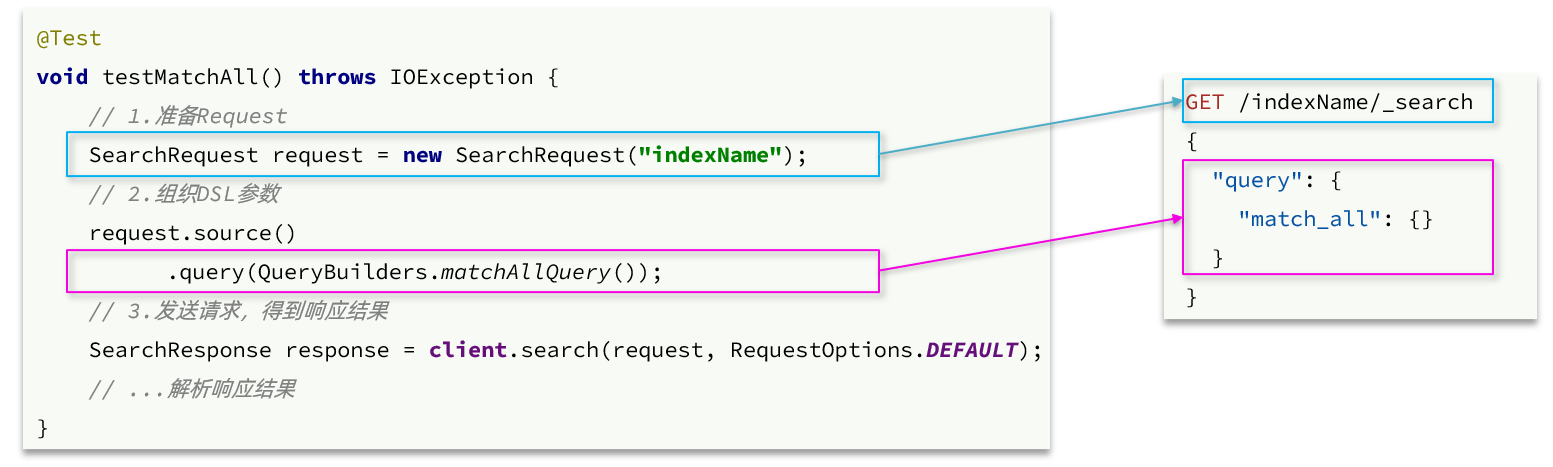 @Test
void testMatchAll() throws IOException {
// 1.准备Request
SearchRequest request = new SearchRequest("indexName");
// 2.组织DSL参数
request.source()
.query(QueryBuilders.matchAllQuery());
// 3.发送请求，得到响应结果
SearchResponse response = client.search(request, RequestOptions.DEFAULT);
// ...解析响应结果
}
GET /indexName/_search
{
"query": {
"match_all": {}
}
}